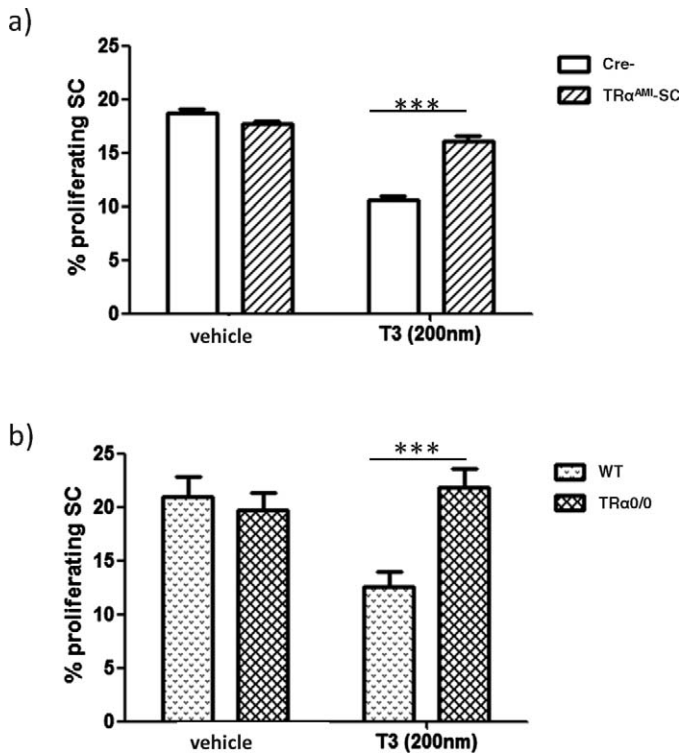 a)
25
20
15
10
5
0
% proliferating SC
***
Cre-
TRα^AMI-SC
vehicle
T3 (200nm)
b)
25
20
15
10
5
0
% proliferating SC
***
WT
TRα0/0
vehicle
T3 (200nm)